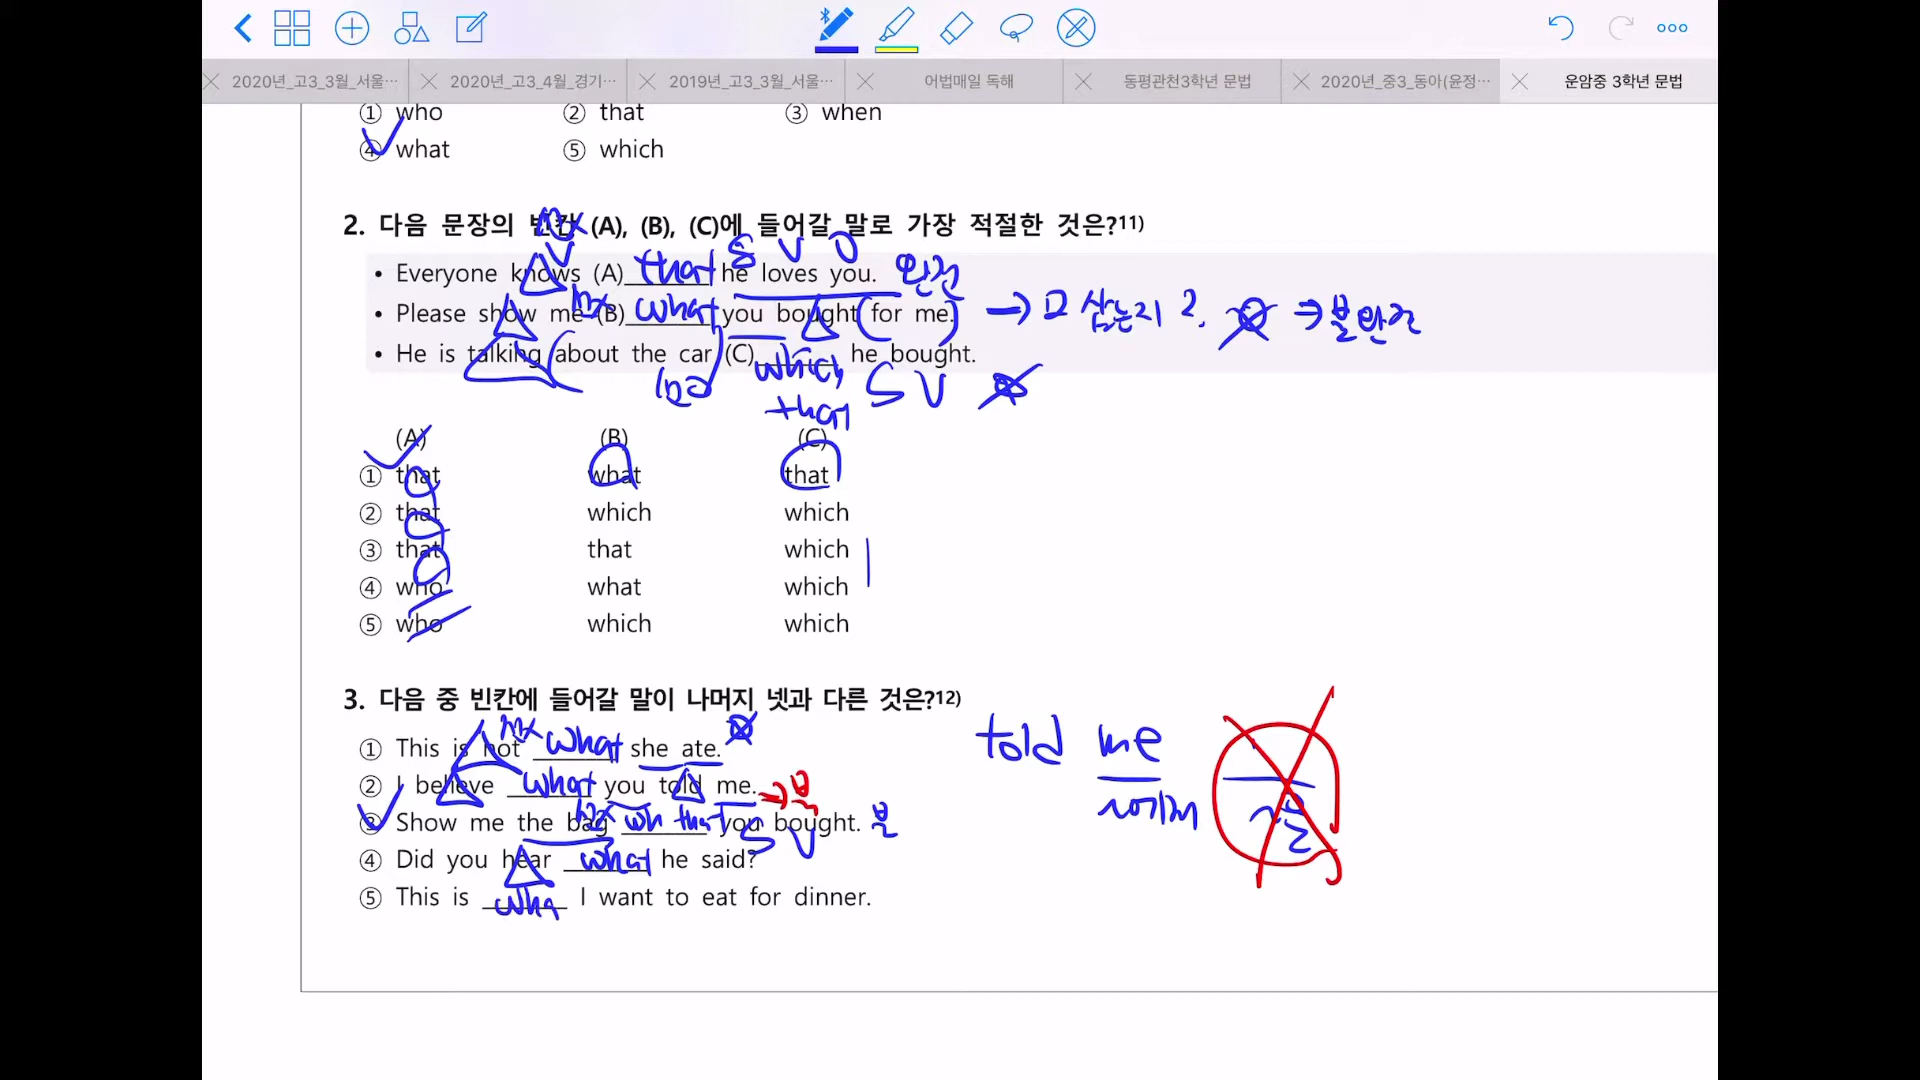 2020년_고3_3월_서울… 2020년_고3_4월_경기… 2019년_고3_3월_서울… 어법매일 독해 동평관천3학년 문법 2020년_중3_동아(윤정… 운암중 3학년 문법
① who ② that ③ when
④ what ⑤ which
2. 다음 문장의 빈칸 (A), (B), (C)에 들어갈 말로 가장 적절한 것은?11)
V S V O
• Everyone knows (A) that he loves you. 완전
• Please show me (B) what you bought for me. → 불완전
• He is talking about the car (C) which he bought.
that S V
(A) (B) (C)
① that what that
② that which which
③ that that which
④ who what which
⑤ who which which
3. 다음 중 빈칸에 들어갈 말이 나머지 넷과 다른 것은?12)
told me
① This is not what she ate.
② I believe what you told me. → 불
에게 을
③ Show me the bag wh that you bought. 불
S V
④ Did you hear what he said?
⑤ This is wha I want to eat for dinner.